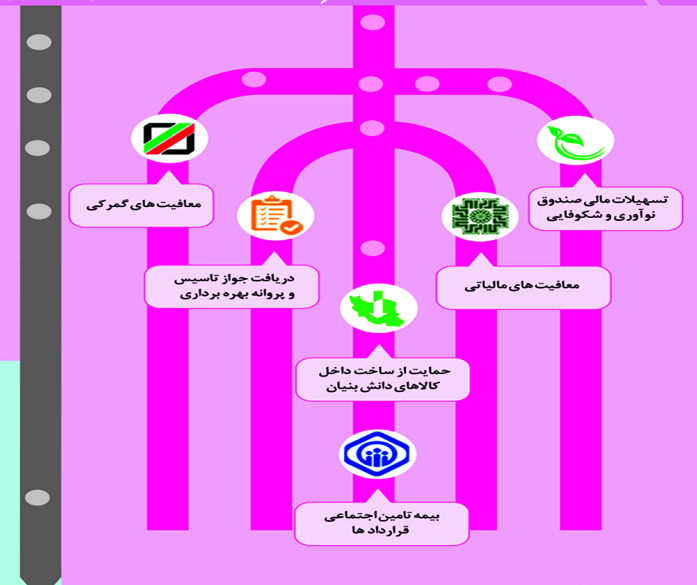 تسهیلات مالی صندوق
نوآوری و شکوفایی
معافیت های گمرکی
معافیت های مالیاتی
دریافت جواز تاسیس
و پروانه بهره برداری
حمایت از ساخت داخل
کالاهای دانش بنیان
بیمه تامین اجتماعی
قرارداد ها